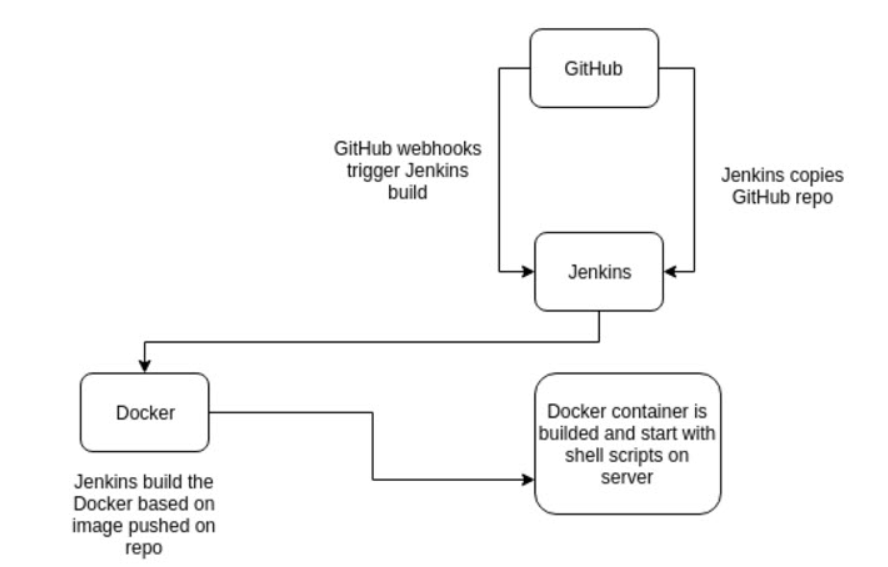 GitHub
GitHub webhooks
trigger Jenkins
build
Jenkins copies
GitHub repo
Jenkins
Docker
Docker container is
builded and start with
shell scripts on
server
Jenkins build the
Docker based on
image pushed on
repo